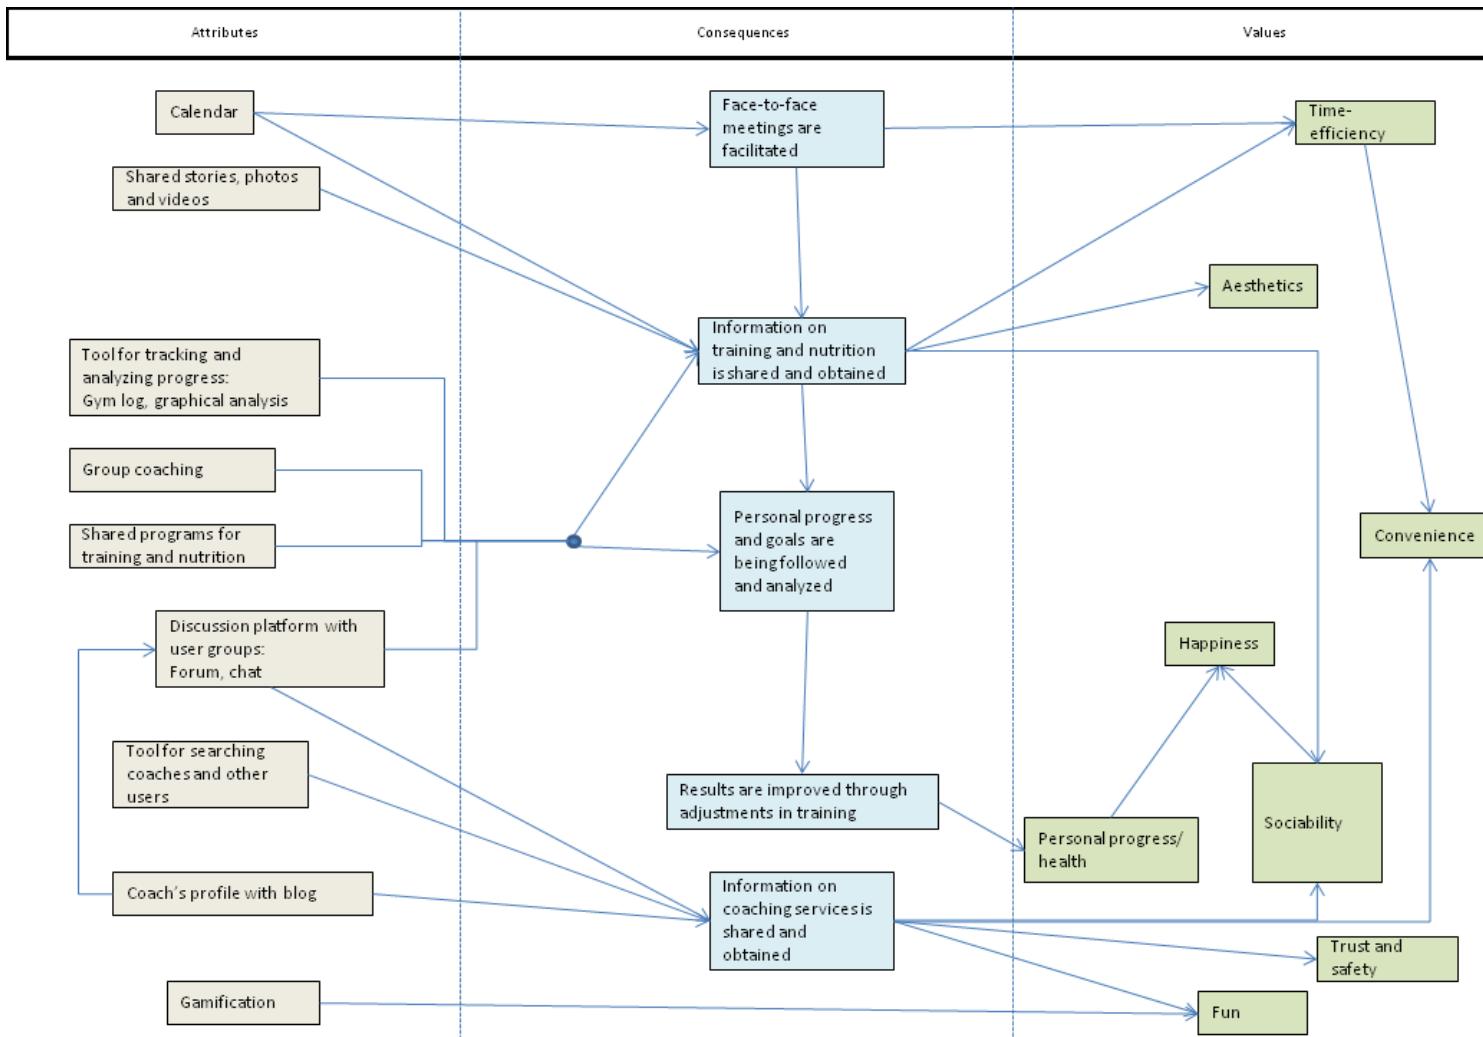 Attributes
Consequences
Values
Calendar
Shared stories, photos
and videos
Tool for tracking and
analyzing progress:
Gym log, graphical analysis
Group coaching
Shared programs for
training and nutrition
Discussion platform with
user groups:
Forum, chat
Tool for searching
coaches and other
users
Coach's profile with blog
Gamification
Face-to-face
meetings are
facilitated
Information on
training and nutrition
is shared and obtained
Personal progress
and goals are
being followed
and analyzed
Results are improved through
adjustments in training
Information on
coaching services is
shared and
obtained
Time-
efficiency
Aesthetics
Convenience
Happiness
Sociability
Personal progress/
health
Trust and
safety
Fun